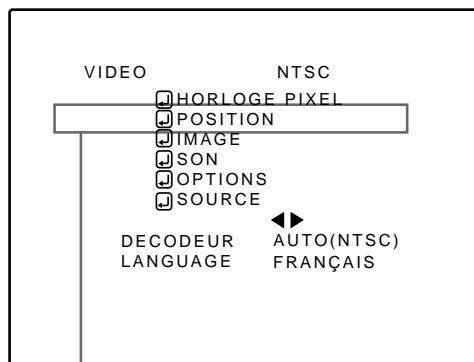 VIDEO NTSC
HORLOGE PIXEL
POSITION
IMAGE
SON
OPTIONS
SOURCE
DECODEUR AUTO(NTSC)
LANGUAGE FRANÇAIS